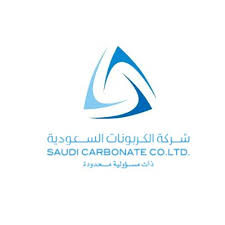 شركة الكربونات السعودية
SAUDI CARBONATE CO.LTD.
ذات مسؤولية محدودة